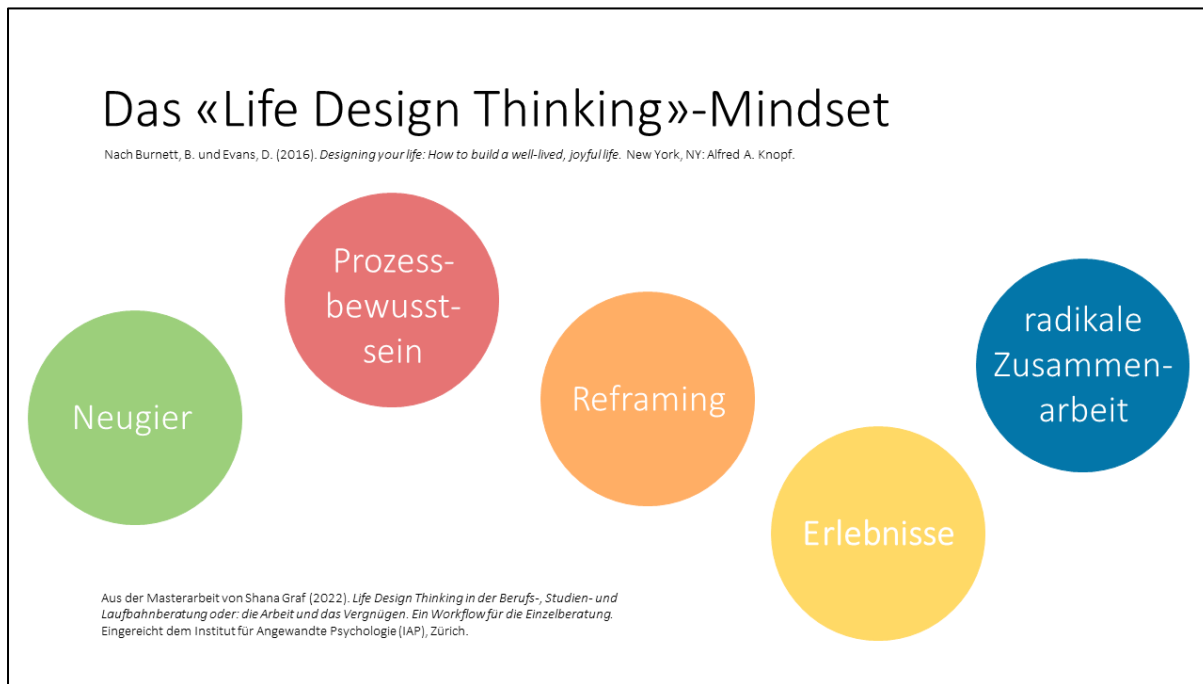 Das «Life Design Thinking»-Mindset
Nach Burnett, B. und Evans, D. (2016). Designing your life: How to build a well-lived, joyful life. New York, NY: Alfred A. Knopf.
Neugier
Prozess-
bewusst-
sein
Reframing
Erlebnisse
radikale
Zusammen-
arbeit
Aus der Masterarbeit von Shana Graf (2022). Life Design Thinking in der Berufs-, Studien- und
Laufbahnberatung oder: die Arbeit und das Vergnügen. Ein Workflow für die Einzelberatung.
Eingereicht dem Institut für Angewandte Psychologie (IAP), Zürich.